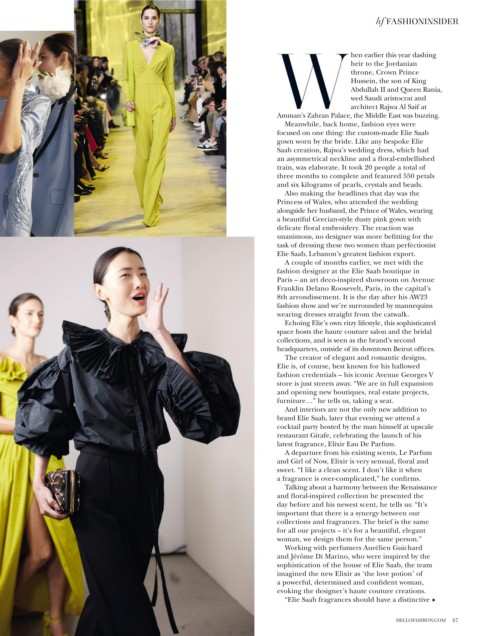 hf FASHIONINSIDER
When earlier this year dashing
heir to the Jordanian
throne, Crown Prince
Hussein, the son of King
Abdullah II and Queen Rania,
wed Saudi aristocrat and
architect Rajwa Al Saif at
Amman's Zahran Palace, the Middle East was buzzing.
Meanwhile, back home, fashion eyes were
focused on one thing: the custom-made Elie Saab
gown worn by the bride. Like any bespoke Elie
Saab creation, Rajwa's wedding dress, which had
an asymmetrical neckline and a floral-embellished
train, was elaborate. It took 20 people a total of
three months to complete and featured 550 petals
and six kilograms of pearls, crystals and beads.
Also making the headlines that day was the
Princess of Wales, who attended the wedding
alongside her husband, the Prince of Wales, wearing
a beautiful Grecian-style dusty pink gown with
delicate floral embroidery. The reaction was
unanimous, no designer was more befitting for the
task of dressing these two women than perfectionist
Elie Saab, Lebanon's greatest fashion export.
A couple of months earlier, we met with the
fashion designer at the Elie Saab boutique in
Paris – an art deco-inspired showroom on Avenue
Franklin Delano Roosevelt, Paris, in the capital's
8th arrondissement. It is the day after his AW23
fashion show and we're surrounded by mannequins
wearing dresses straight from the catwalk.
Echoing Elie's own ritzy lifestyle, this sophisticated
space hosts the haute couture salon and the bridal
collections, and is seen as the brand's second
headquarters, outside of its downtown Beirut offices.
The creator of elegant and romantic designs,
Elie is, of course, best known for his hallowed
fashion credentials – his iconic Avenue Georges V
store is just streets away. "We are in full expansion
and opening new boutiques, real estate projects,
furniture…" he tells us, taking a seat.
And interiors are not the only new addition to
brand Elie Saab, later that evening we attend a
cocktail party hosted by the man himself at upscale
restaurant Girafe, celebrating the launch of his
latest fragrance, Elixir Eau De Parfum.
A departure from his existing scents, Le Parfum
and Girl of Now, Elixir is very sensual, floral and
sweet. "I like a clean scent. I don't like it when
a fragrance is over-complicated," he confirms.
Talking about a harmony between the Renaissance
and floral-inspired collection he presented the
day before and his newest scent, he tells us: "It's
important that there is a synergy between our
collections and fragrances. The brief is the same
for all our projects – it's for a beautiful, elegant
woman, we design them for the same person."
Working with perfumers Aurélien Guichard
and Jérôme Di Marino, who were inspired by the
sophistication of the house of Elie Saab, the team
imagined the new Elixir as 'the love potion' of
a powerful, determined and confident woman,
evoking the designer's haute couture creations.
"Elie Saab fragrances should have a distinctive ▶
HELLOFASHION.COM 47